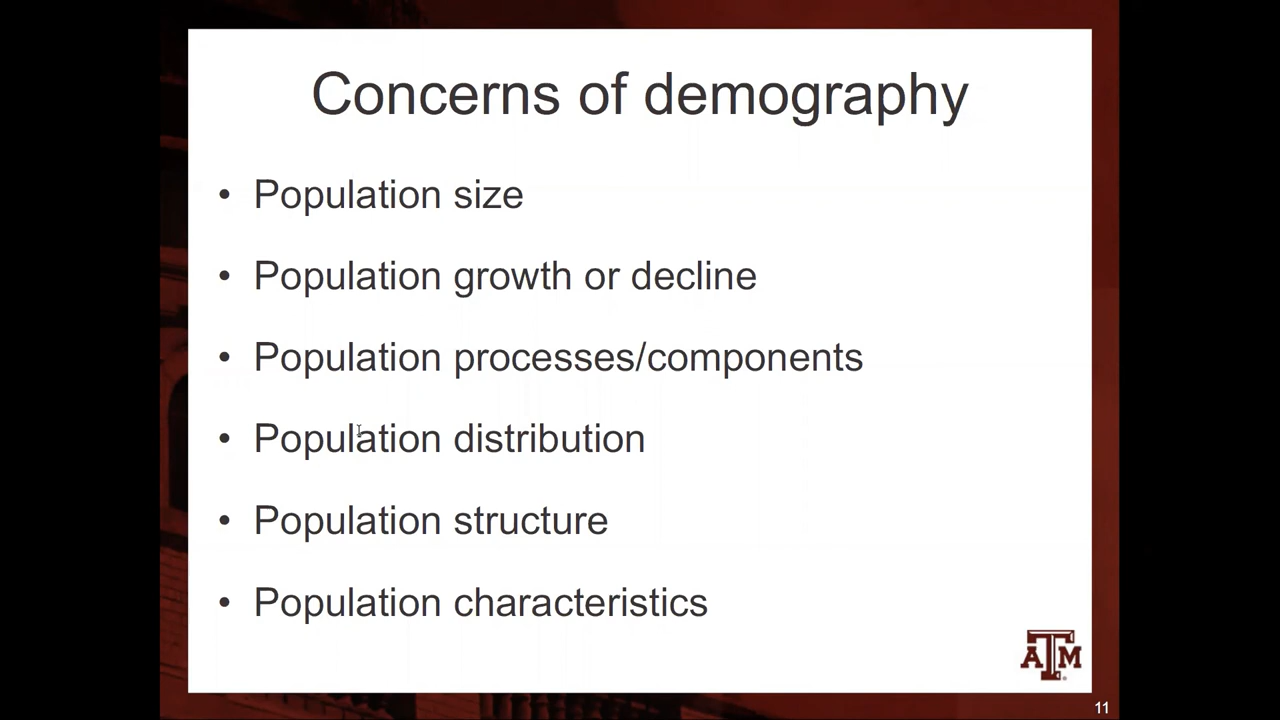 Concerns of demography
• Population size
• Population growth or decline
• Population processes/components
• Population distribution
• Population structure
• Population characteristics
ATM
11